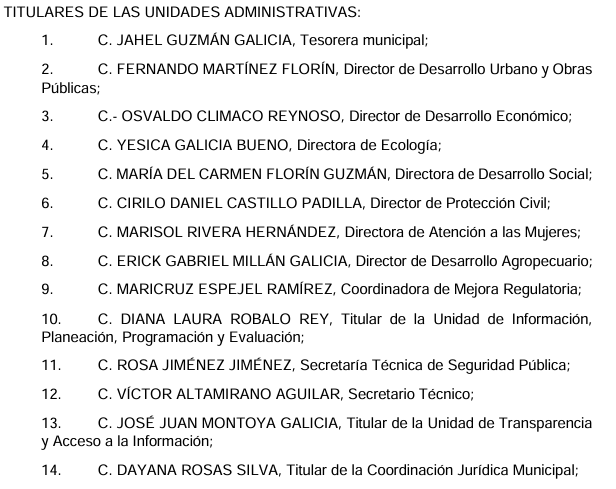 TITULARES DE LAS UNIDADES ADMINISTRATIVAS:
1. C. JAHEL GUZMÁN GALICIA, Tesorera municipal;
2. C. FERNANDO MARTÍNEZ FLORÍN, Director de Desarrollo Urbano y Obras
Públicas;
3. C.- OSVALDO CLIMACO REYNOSO, Director de Desarrollo Económico;
4. C. YESICA GALICIA BUENO, Directora de Ecología;
5. C. MARÍA DEL CARMEN FLORÍN GUZMÁN, Directora de Desarrollo Social;
6. C. CIRILO DANIEL CASTILLO PADILLA, Director de Protección Civil;
7. C. MARISOL RIVERA HERNÁNDEZ, Directora de Atención a las Mujeres;
8. C. ERICK GABRIEL MILLÁN GALICIA, Director de Desarrollo Agropecuario;
9. C. MARICRUZ ESPEJEL RAMÍREZ, Coordinadora de Mejora Regulatoria;
10. C. DIANA LAURA ROBALO REY, Titular de la Unidad de Información,
Planeación, Programación y Evaluación;
11. C. ROSA JIMÉNEZ JIMÉNEZ, Secretaría Técnica de Seguridad Pública;
12. C. VÍCTOR ALTAMIRANO AGUILAR, Secretario Técnico;
13. C. JOSÉ JUAN MONTOYA GALICIA, Titular de la Unidad de Transparencia
y Acceso a la Información;
14. C. DAYANA ROSAS SILVA, Titular de la Coordinación Jurídica Municipal;